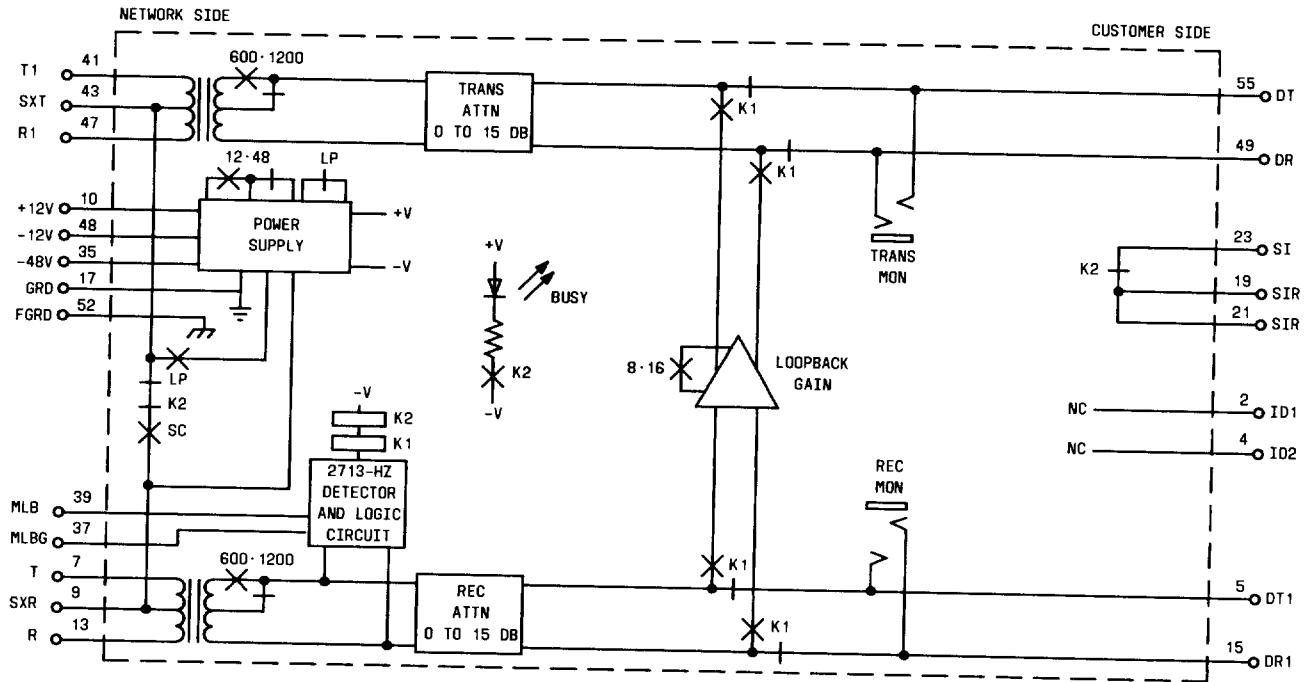 NETWORK SIDE
CUSTOMER SIDE
T1 41
SXT 43
R1 47
600·1200
TRANS
ATTN
0 TO 15 DB
K1
K1
55 DT
49 DR
TRANS
MON
12·48
LP
+12V 10
-12V 48
-48V 35
GRD 17
FGRD 52
POWER
SUPPLY
+V
-V
+V
BUSY
K2
-V
23 SI
K2
19 SIR
21 SIR
LP
K2
SC
8·16
LOOPBACK
GAIN
NC 2 ID1
NC 4 ID2
-V
K2
K1
2713-HZ
DETECTOR
AND LOGIC
CIRCUIT
MLB 39
MLBG 37
REC
MON
T 7
SXR 9
R 13
600·1200
REC
ATTN
0 TO 15 DB
K1
K1
5 DT1
15 DR1